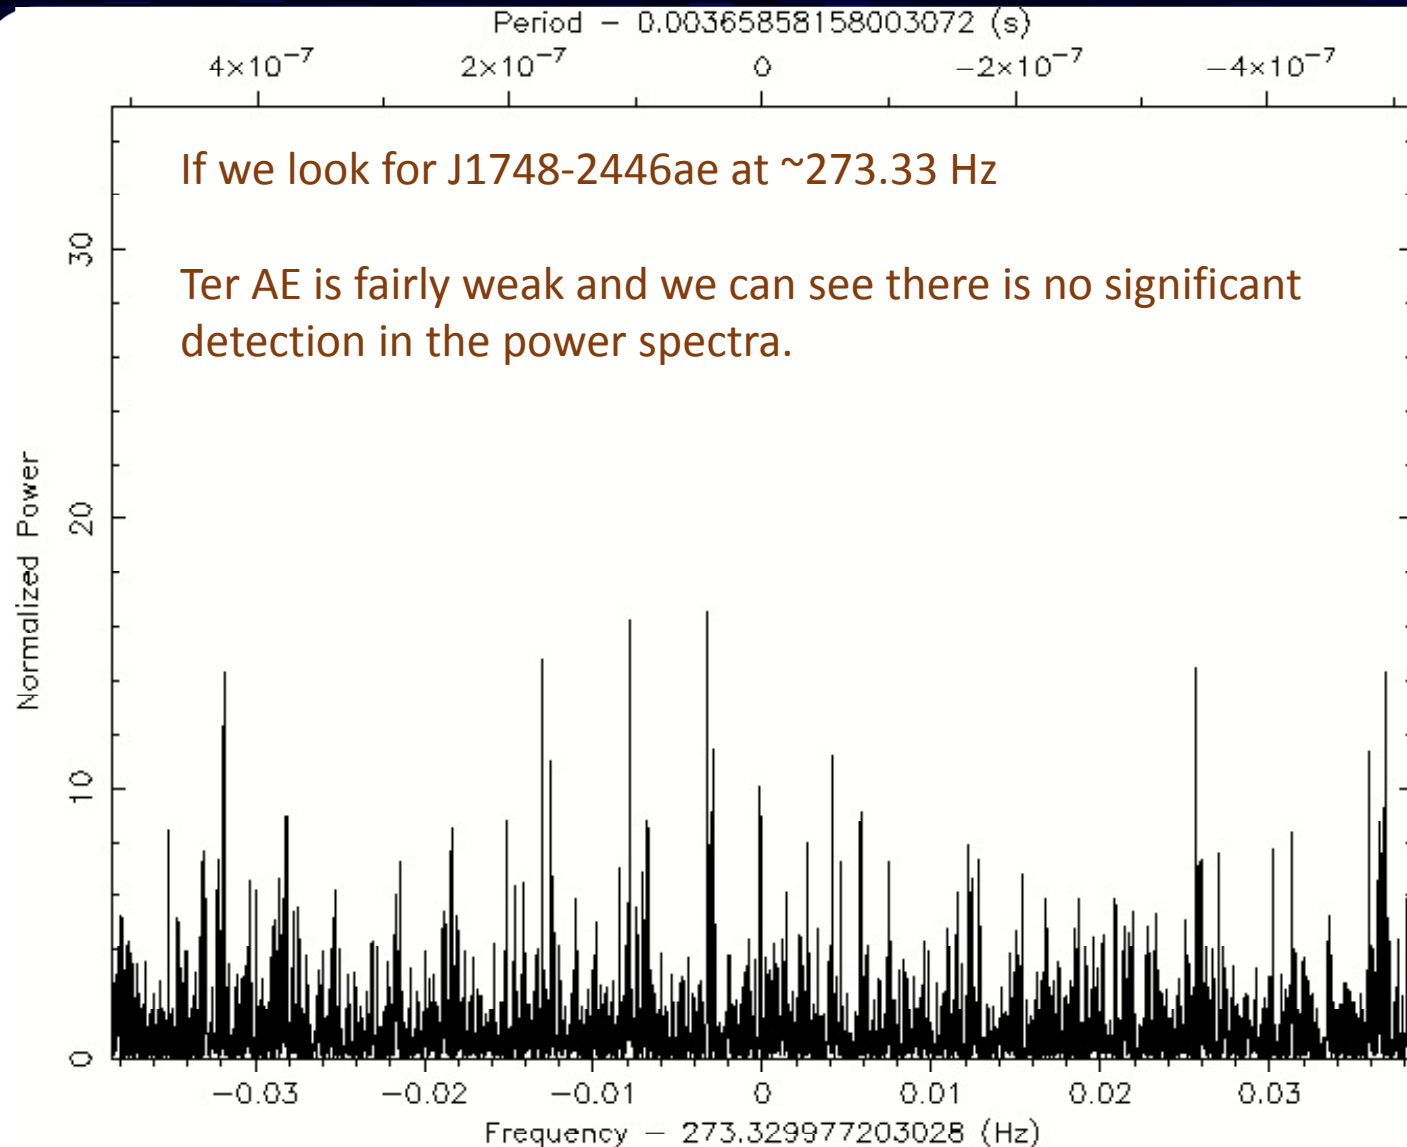 Period − 0.00365858158003072 (s)
4×10⁻⁷ 2×10⁻⁷ 0 −2×10⁻⁷ −4×10⁻⁷
If we look for J1748-2446ae at ~273.33 Hz
Ter AE is fairly weak and we can see there is no significant
detection in the power spectra.
Normalized Power
30
20
10
0
−0.03 −0.02 −0.01 0 0.01 0.02 0.03
Frequency − 273.329977203028 (Hz)